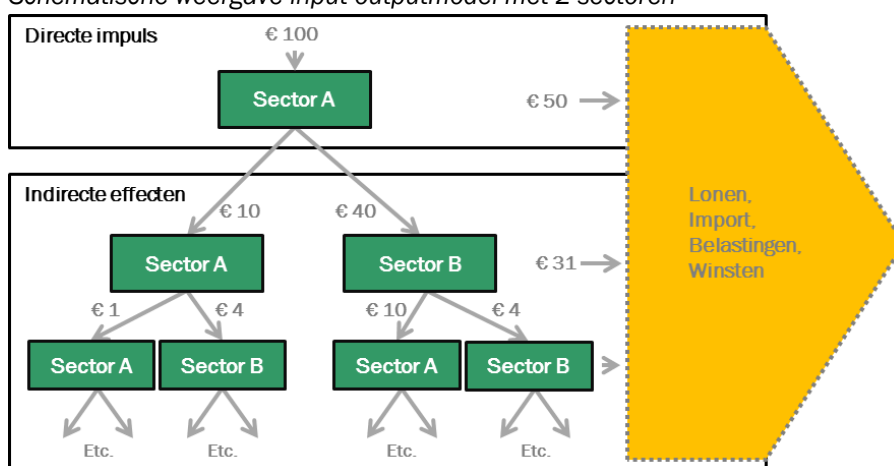 Schematische weergave input-outputmodel met 2 sectoren
Directe impuls
€ 100
Sector A
€ 50
Indirecte effecten
€ 10
€ 40
Lonen,
Import,
Belastingen,
Winsten
Sector A
Sector B
€ 31
€ 1
€ 4
€ 10
€ 4
Sector A
Sector B
Sector A
Sector B
Etc.
Etc.
Etc.
Etc.